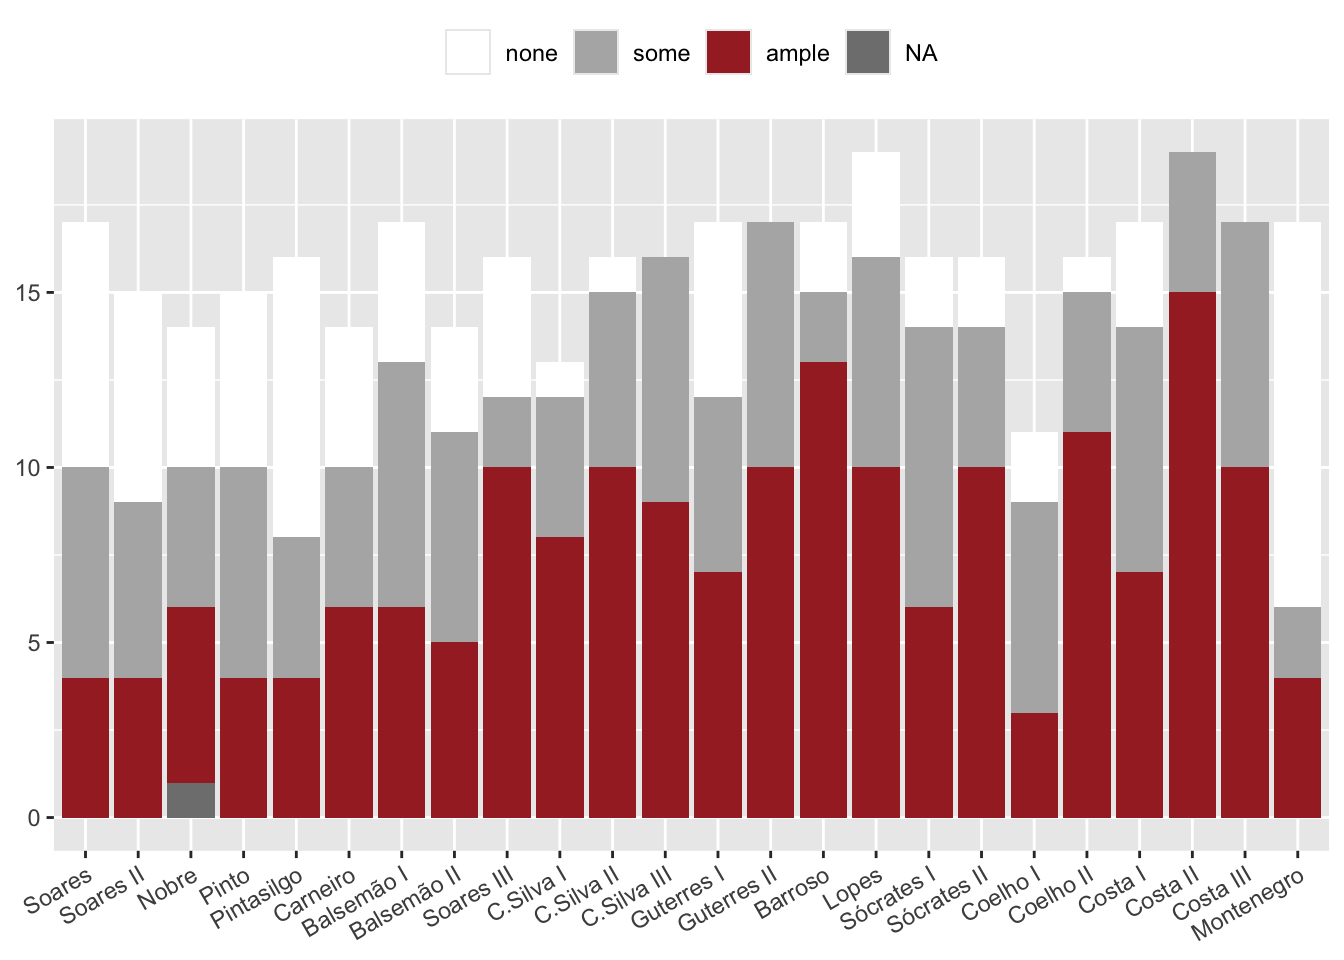 none some ample NA
15
10
5
0
Soares
Soares II
Nobre
Pinto
Pintasilgo
Carneiro
Balsemão I
Balsemão II
Soares III
C.Silva I
C.Silva II
C.Silva III
Guterres I
Guterres II
Barroso
Lopes
Sócrates I
Sócrates II
Coelho I
Coelho II
Costa I
Costa II
Costa III
Montenegro